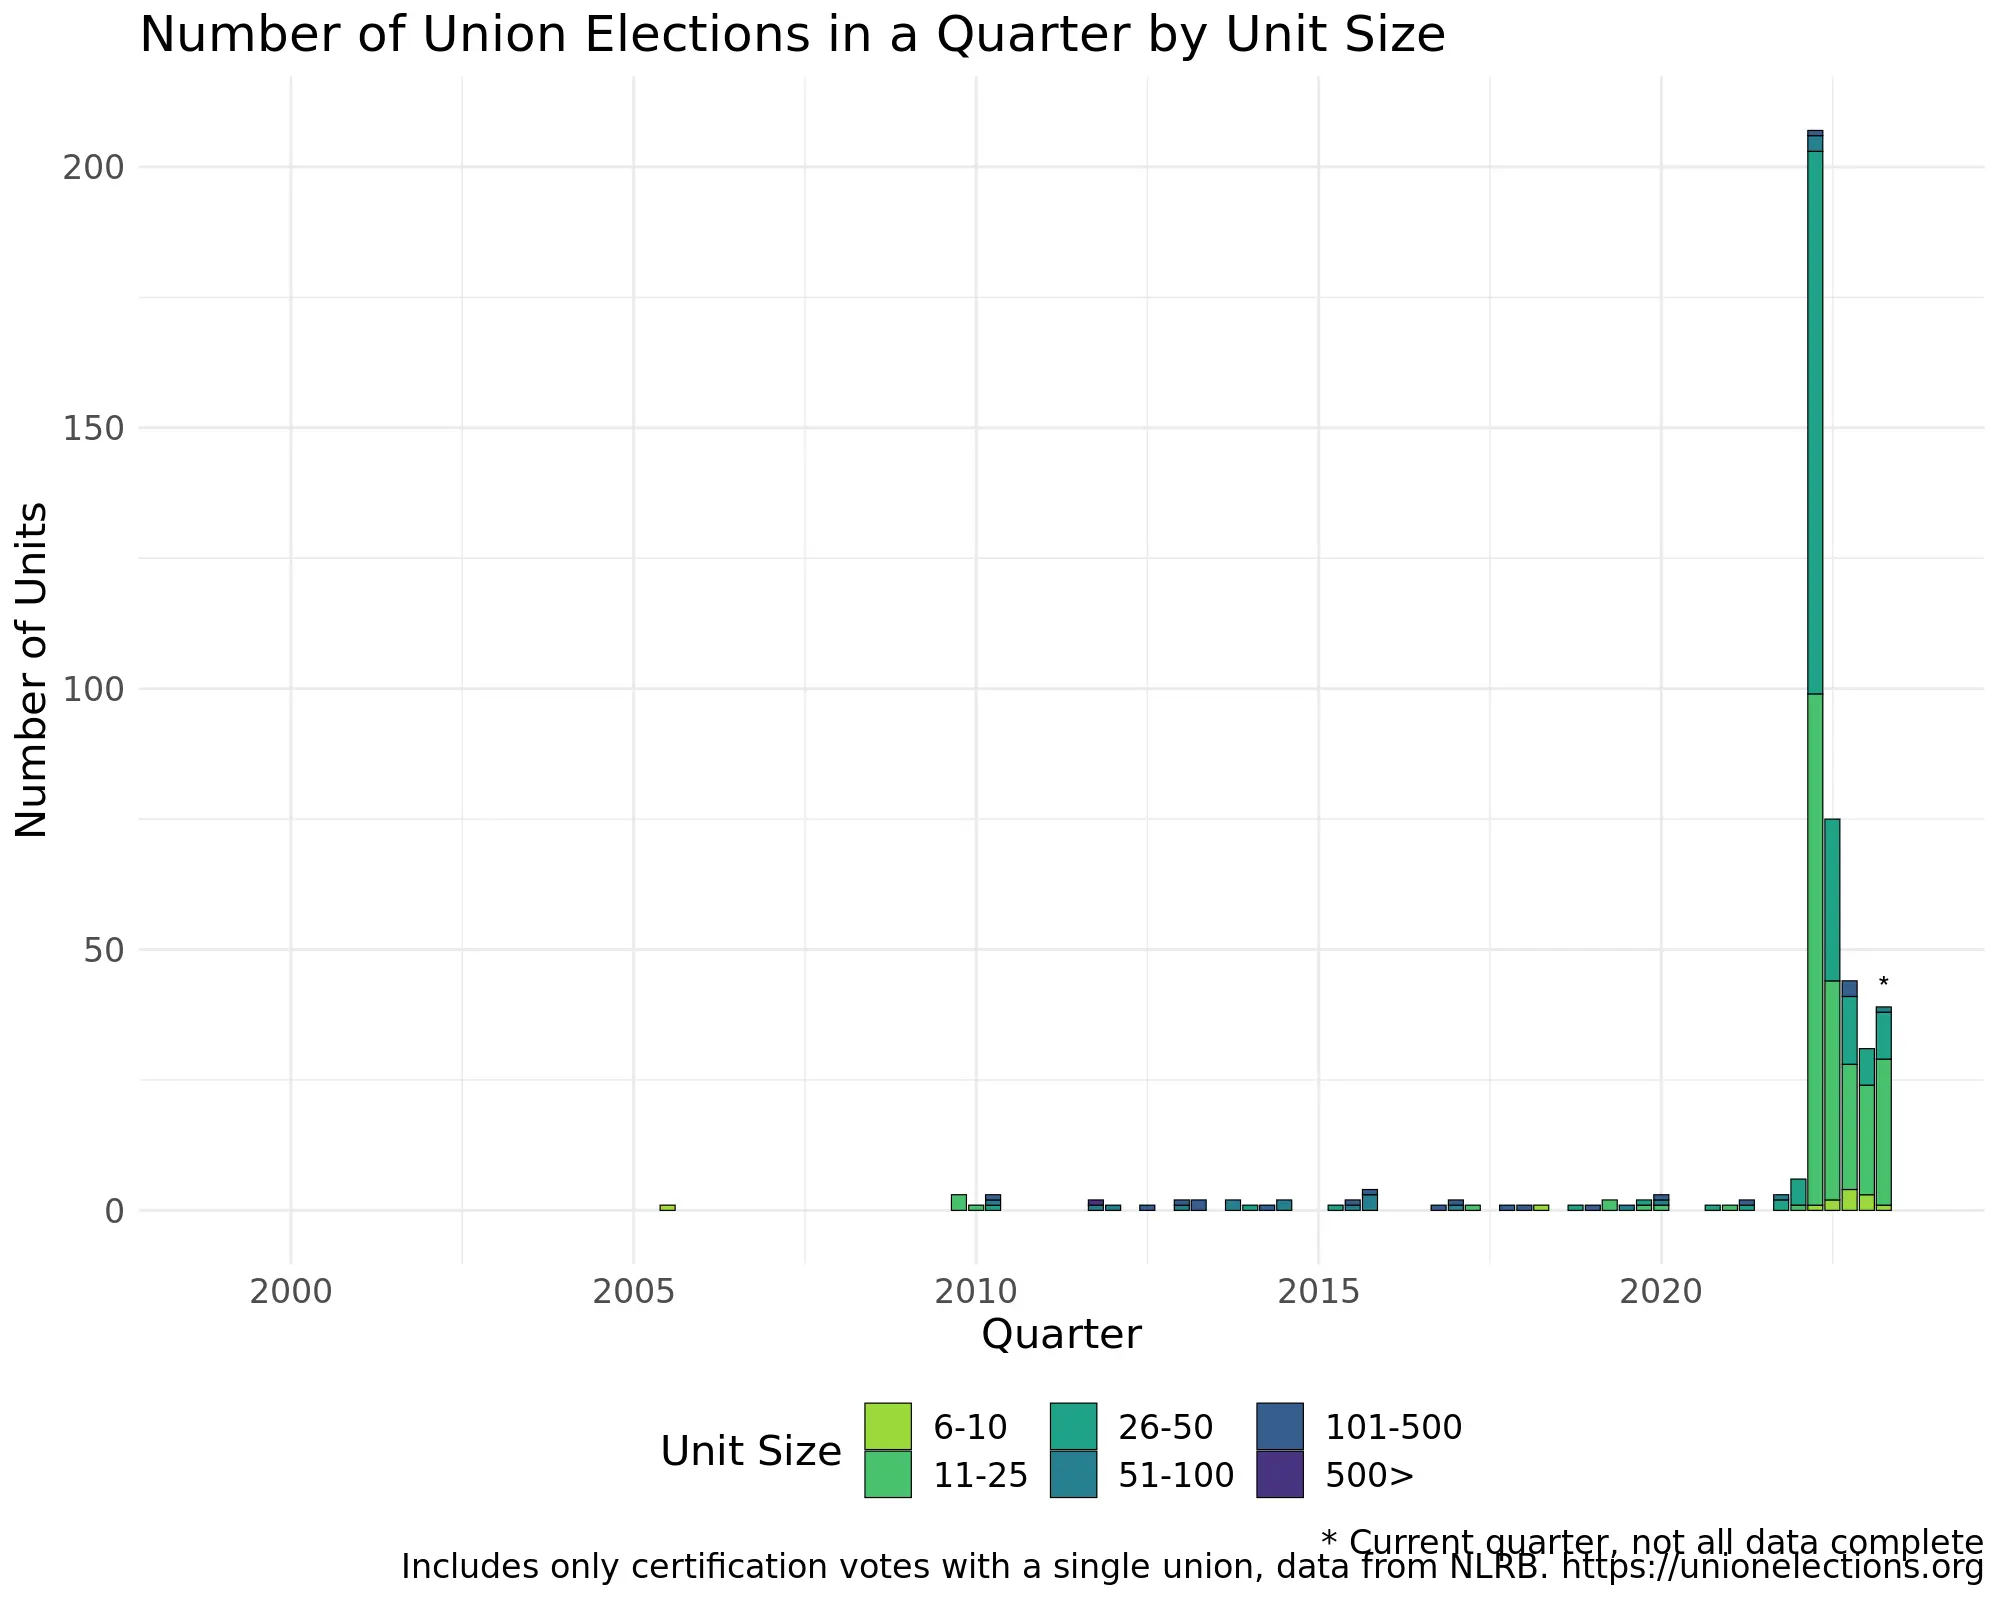 Number of Union Elections in a Quarter by Unit Size
Number of Units
200
150
100
50
0
2000 2005 2010 2015 2020
*
Quarter
Unit Size
6-10 26-50 101-500
11-25 51-100 500>
* Current quarter, not all data complete
Includes only certification votes with a single union, data from NLRB. https://unionelections.org